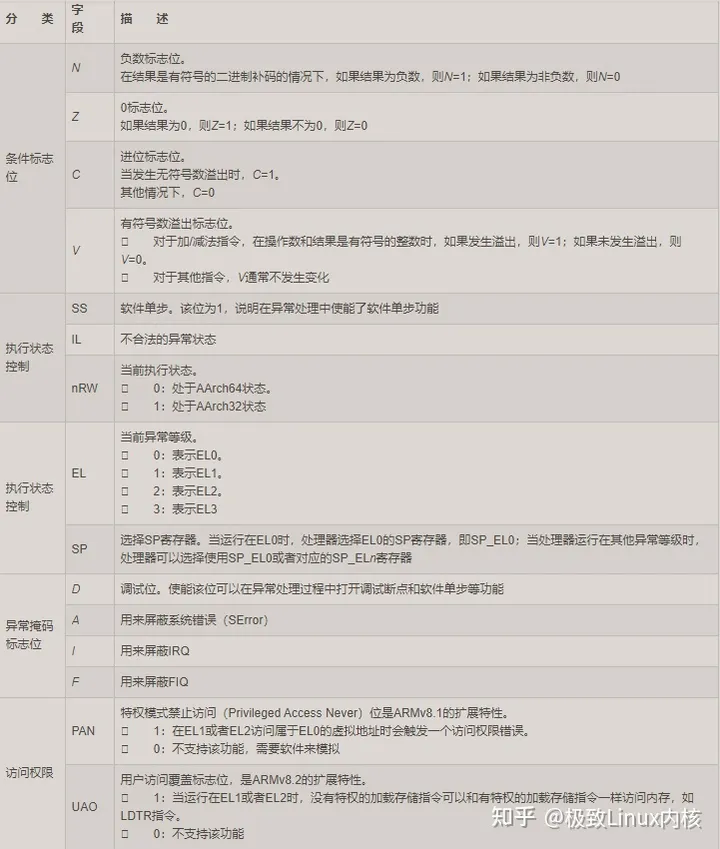 分 类 字段 描 述
条件标志位
N 负数标志位。
在结果是有符号的二进制补码的情况下，如果结果为负数，则N=1；如果结果为非负数，则N=0
Z 0标志位。
如果结果为0，则Z=1；如果结果不为0，则Z=0
C 进位标志位。
当发生无符号数溢出时，C=1。
其他情况下，C=0
V 有符号数溢出标志位。
▯ 对于加/减法指令，在操作数和结果是有符号的整数时，如果发生溢出，则V=1；如果未发生溢出，则
V=0。
▯ 对于其他指令，V通常不发生变化
执行状态控制
SS 软件单步。该位为1，说明在异常处理中使能了软件单步功能
IL 不合法的异常状态
nRW 当前执行状态。
▯ 0：处于AArch64状态。
▯ 1：处于AArch32状态
执行状态控制
EL 当前异常等级。
▯ 0：表示EL0。
▯ 1：表示EL1。
▯ 2：表示EL2。
▯ 3：表示EL3
SP 选择SP寄存器。当运行在EL0时，处理器选择EL0的SP寄存器，即SP_EL0；当处理器运行在其他异常等级时，
处理器可以选择使用SP_EL0或者对应的SP_ELn寄存器
异常掩码标志位
D 调试位。使能该位可以在异常处理过程中打开调试断点和软件单步等功能
A 用来屏蔽系统错误（SError）
I 用来屏蔽IRQ
F 用来屏蔽FIQ
访问权限
PAN 特权模式禁止访问（Privileged Access Never）位是ARMv8.1的扩展特性。
▯ 1：在EL1或者EL2访问属于EL0的虚拟地址时会触发一个访问权限错误。
▯ 0：不支持该功能，需要软件来模拟
UAO 用户访问覆盖标志位，是ARMv8.2的扩展特性。
▯ 1：当运行在EL1或者EL2时，没有特权的加载存储指令可以和有特权的加载存储指令一样访问内存，如
LDTR指令。
▯ 0：不支持该功能
知乎 @极致Linux内核